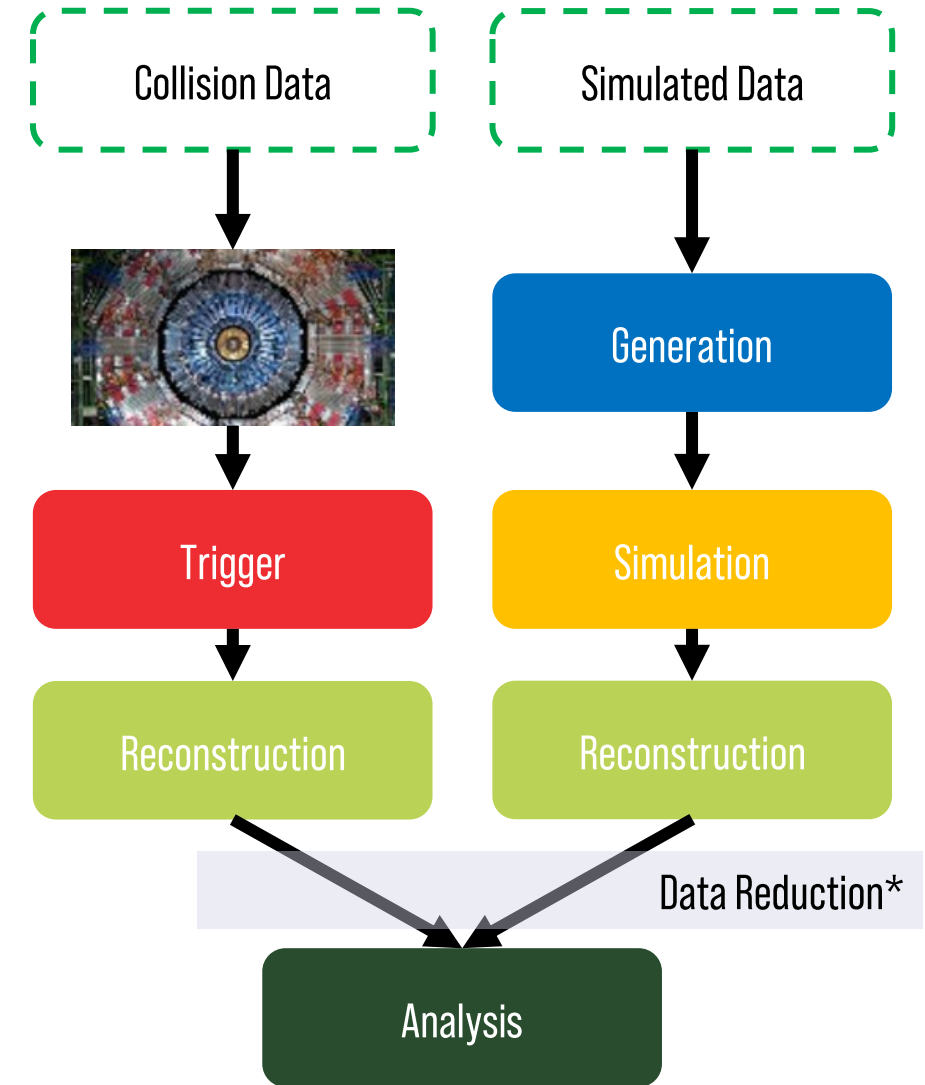 Collision Data
Simulated Data
Generation
Trigger
Simulation
Reconstruction
Reconstruction
Data Reduction*
Analysis